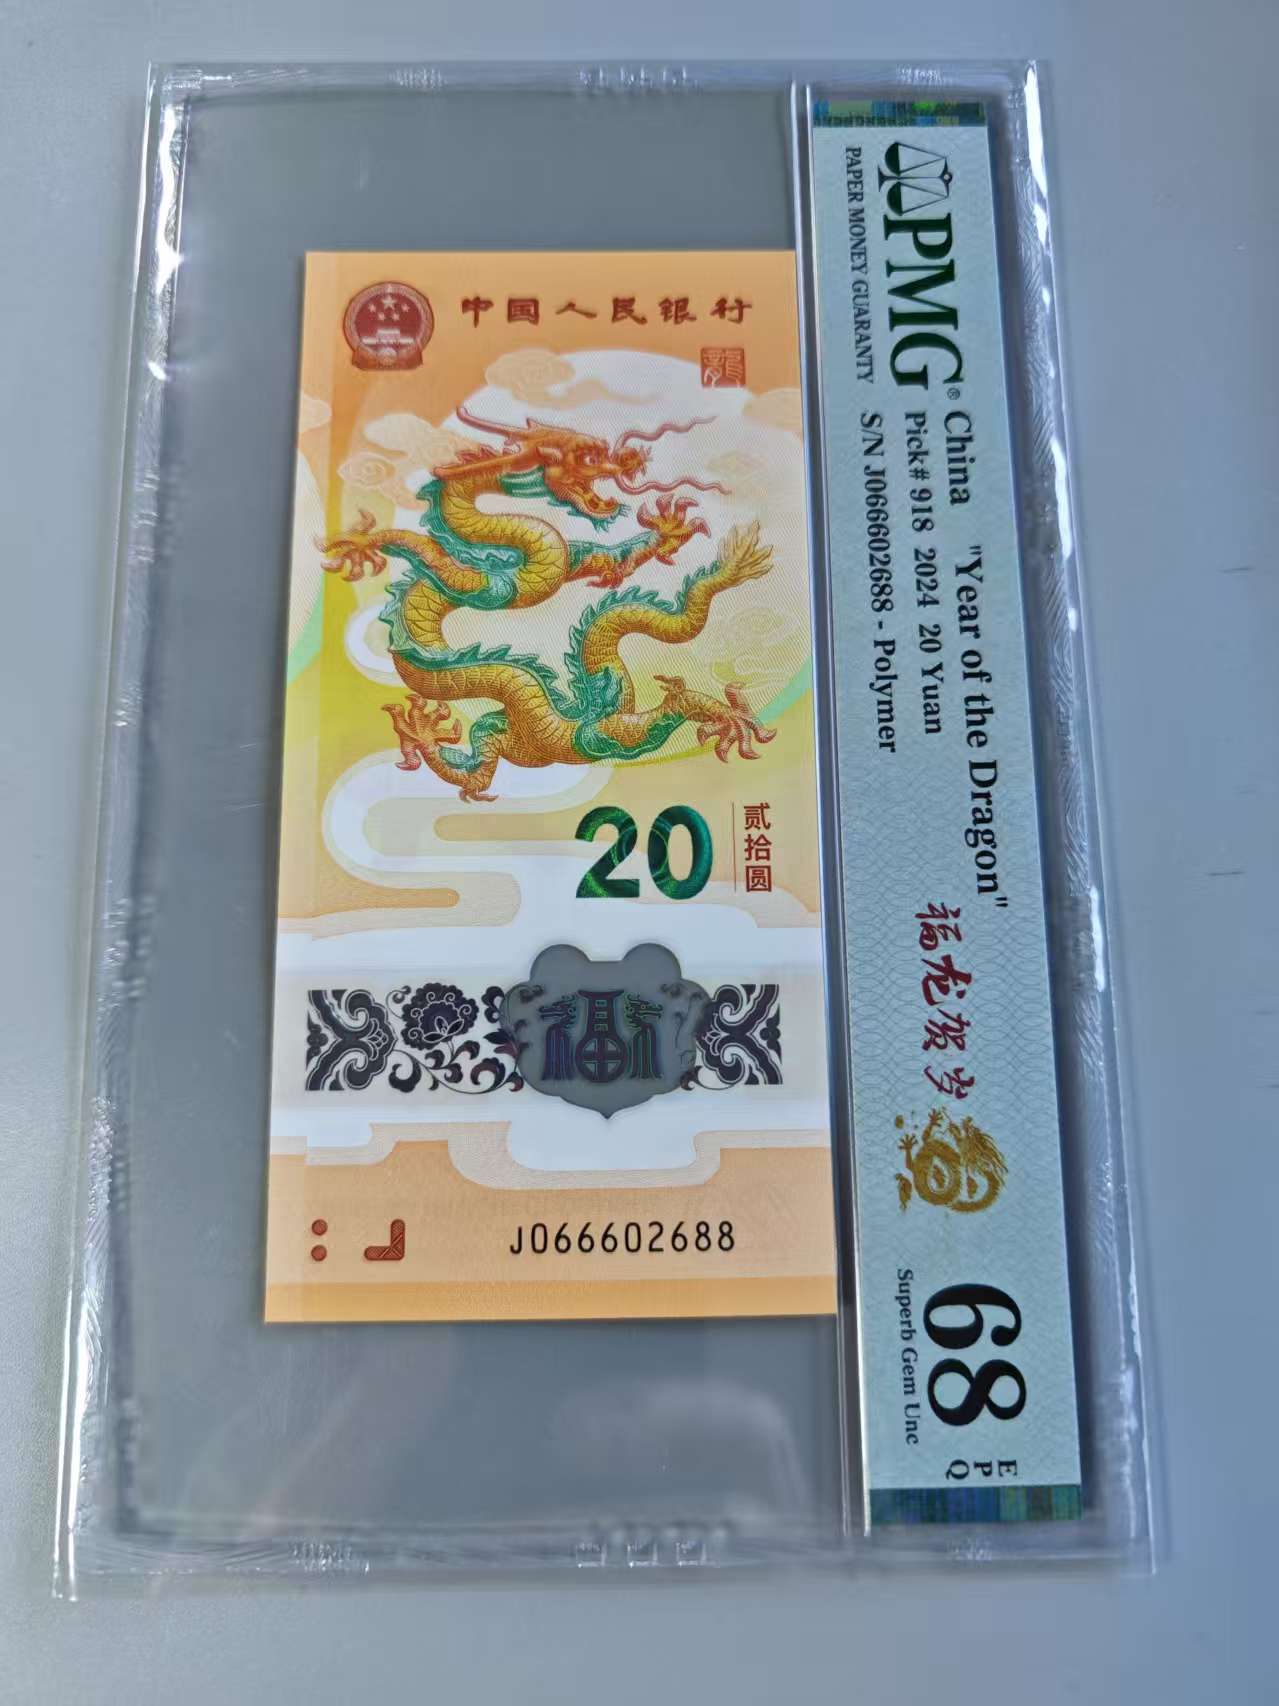 中国人民银行
龍
20
贰拾圆
福
J066602688
PMG®
PAPER MONEY GUARANTY
China "Year of the Dragon"
Pick# 918 2024 20 Yuan
S/N J066602688 - Polymer
福龙贺岁
68
EPQ
Superb Gem Unc